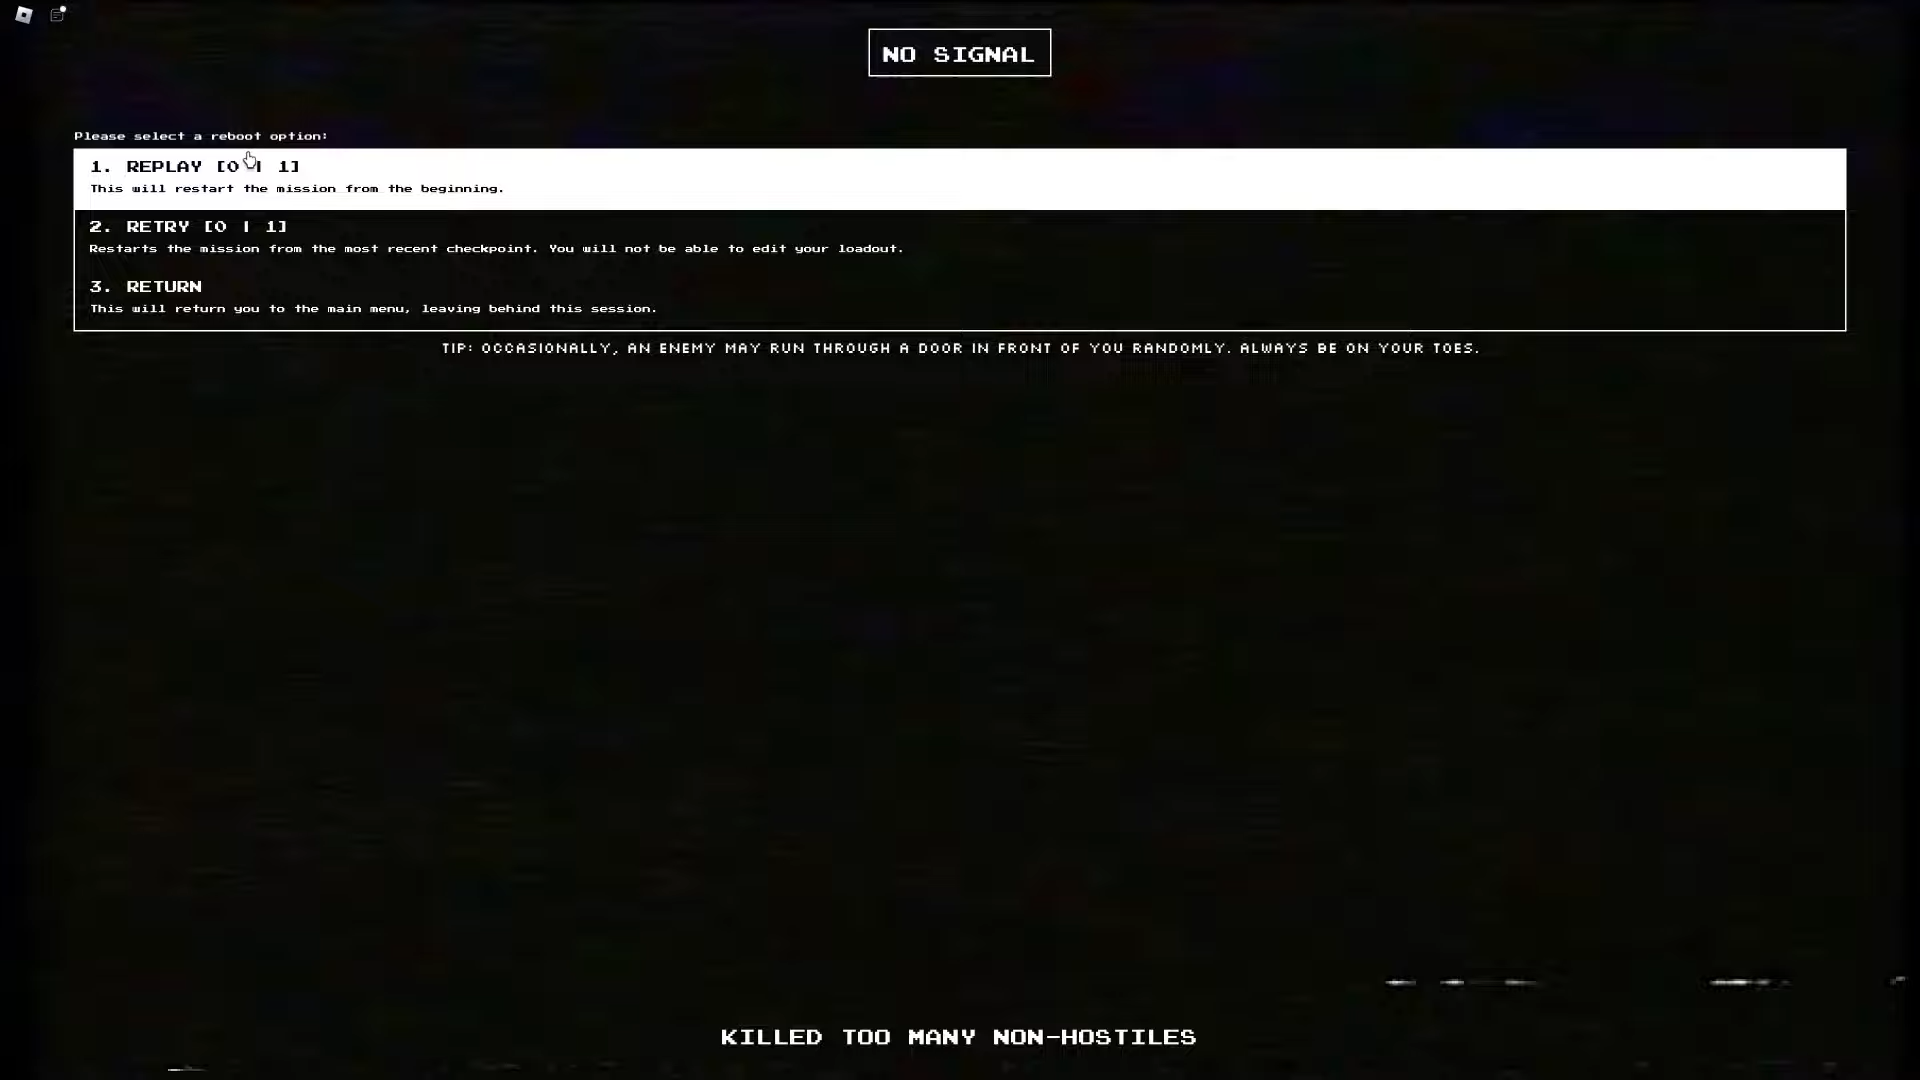 NO SIGNAL
Please select a reboot option:
1. REPLAY [0 | 1]
This will restart the mission from the beginning.
2. RETRY [0 | 1]
Restarts the mission from the most recent checkpoint. You will not be able to edit your loadout.
3. RETURN
This will return you to the main menu, leaving behind this session.
TIP: OCCASIONALLY, AN ENEMY MAY RUN THROUGH A DOOR IN FRONT OF YOU RANDOMLY. ALWAYS BE ON YOUR TOES.
KILLED TOO MANY NON-HOSTILES